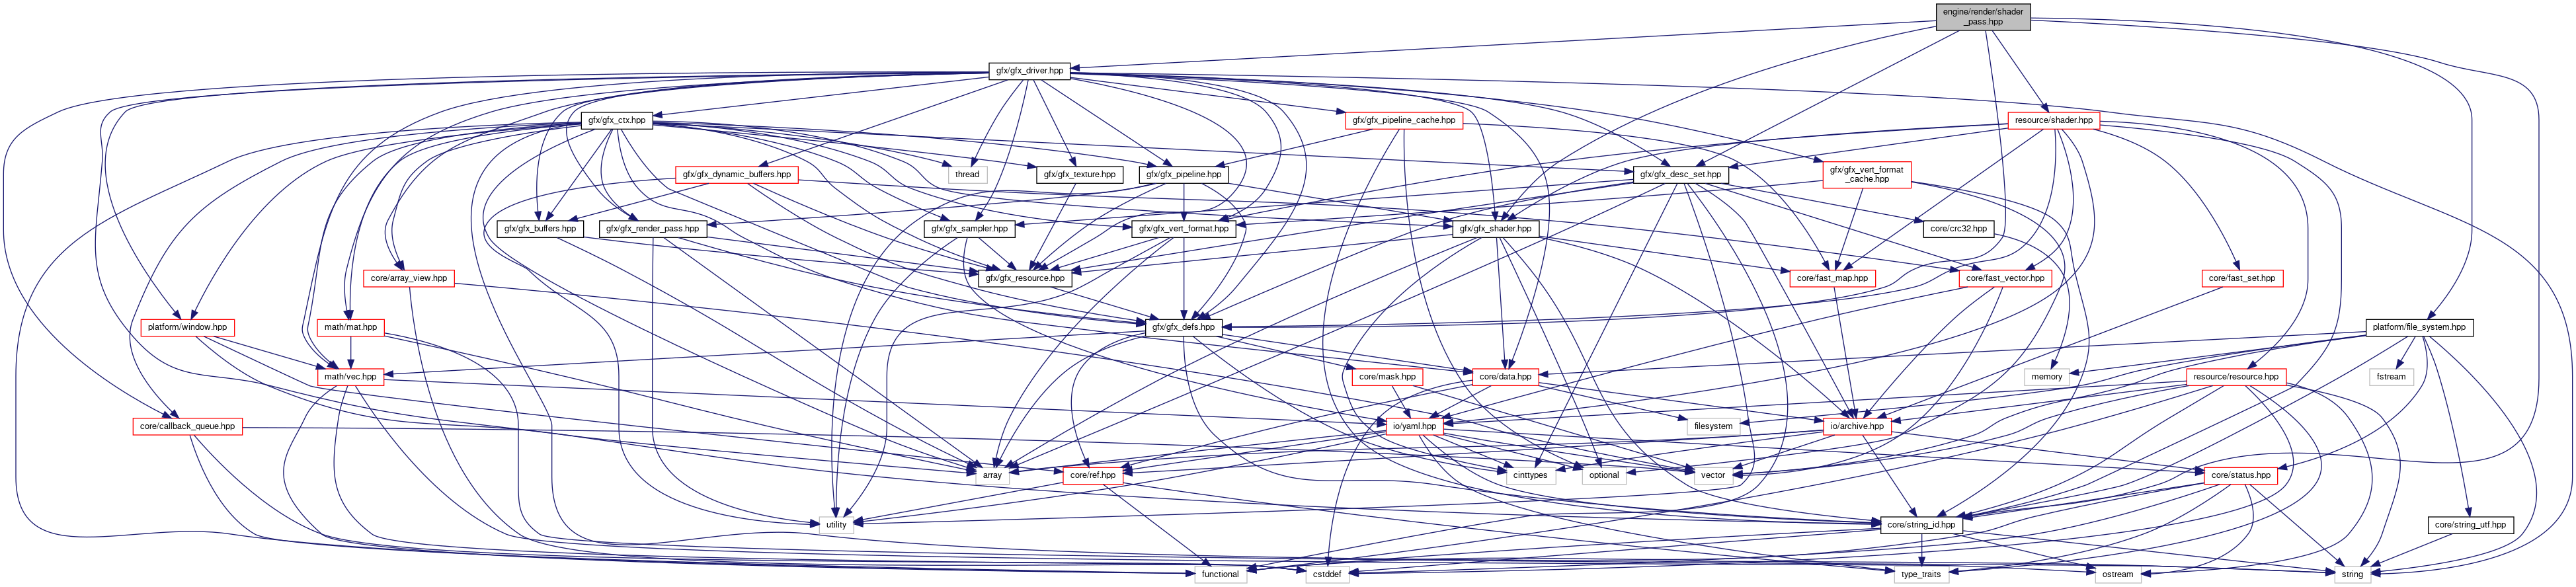 engine/render/shader
_pass.hpp
gfx/gfx_driver.hpp
gfx/gfx_ctx.hpp
gfx/gfx_pipeline_cache.hpp
resource/shader.hpp
gfx/gfx_dynamic_buffers.hpp
thread
gfx/gfx_texture.hpp
gfx/gfx_pipeline.hpp
gfx/gfx_desc_set.hpp
gfx/gfx_vert_format
_cache.hpp
gfx/gfx_buffers.hpp
gfx/gfx_render_pass.hpp
gfx/gfx_sampler.hpp
gfx/gfx_vert_format.hpp
gfx/gfx_shader.hpp
core/crc32.hpp
core/array_view.hpp
gfx/gfx_resource.hpp
core/fast_map.hpp
core/fast_vector.hpp
core/fast_set.hpp
platform/window.hpp
math/mat.hpp
gfx/gfx_defs.hpp
platform/file_system.hpp
math/vec.hpp
core/mask.hpp
core/data.hpp
memory
resource/resource.hpp
fstream
core/callback_queue.hpp
io/yaml.hpp
filesystem
io/archive.hpp
array
core/ref.hpp
cinttypes
optional
vector
core/status.hpp
utility
core/string_id.hpp
core/string_utf.hpp
functional
cstddef
type_traits
ostream
string